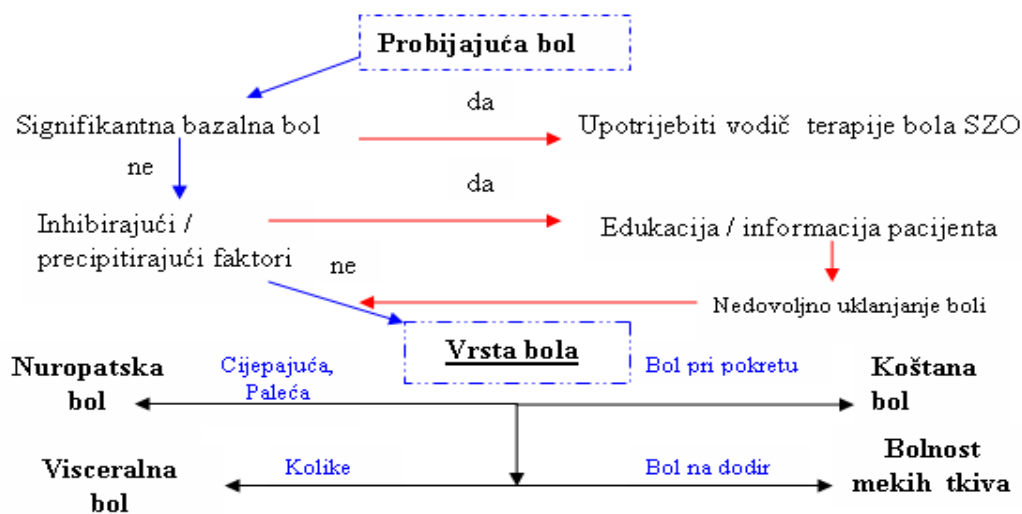 Probijajuća bol
da
Signifikantna bazalna bol
Upotrijebiti vodič terapije bola SZO
ne
da
Inhibirajući /
precipitirajući faktori
Edukacija / informacija pacijenta
ne
Nedovoljno uklanjanje boli
Vrsta bola
Nuropatska
bol
Cijepajuća,
Paleća
Bol pri pokretu
Koštana
bol
Visceralna
bol
Kolike
Bol na dodir
Bolnost
mekih tkiva